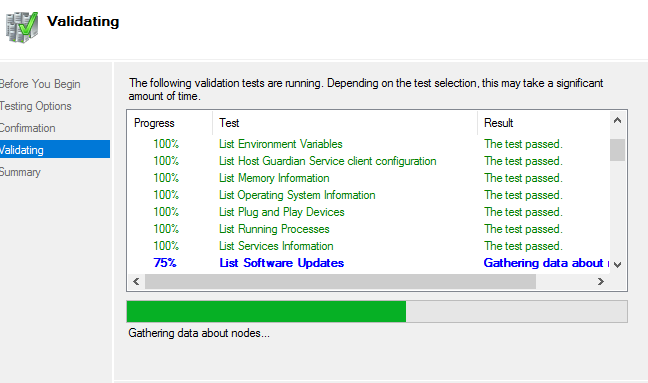 Validating
Before You Begin
Testing Options
Confirmation
Validating
Summary
The following validation tests are running. Depending on the test selection, this may take a significant
amount of time.
Progress Test Result
100% List Environment Variables The test passed.
100% List Host Guardian Service client configuration The test passed.
100% List Memory Information The test passed.
100% List Operating System Information The test passed.
100% List Plug and Play Devices The test passed.
100% List Running Processes The test passed.
100% List Services Information The test passed.
75% List Software Updates Gathering data about
Gathering data about nodes...